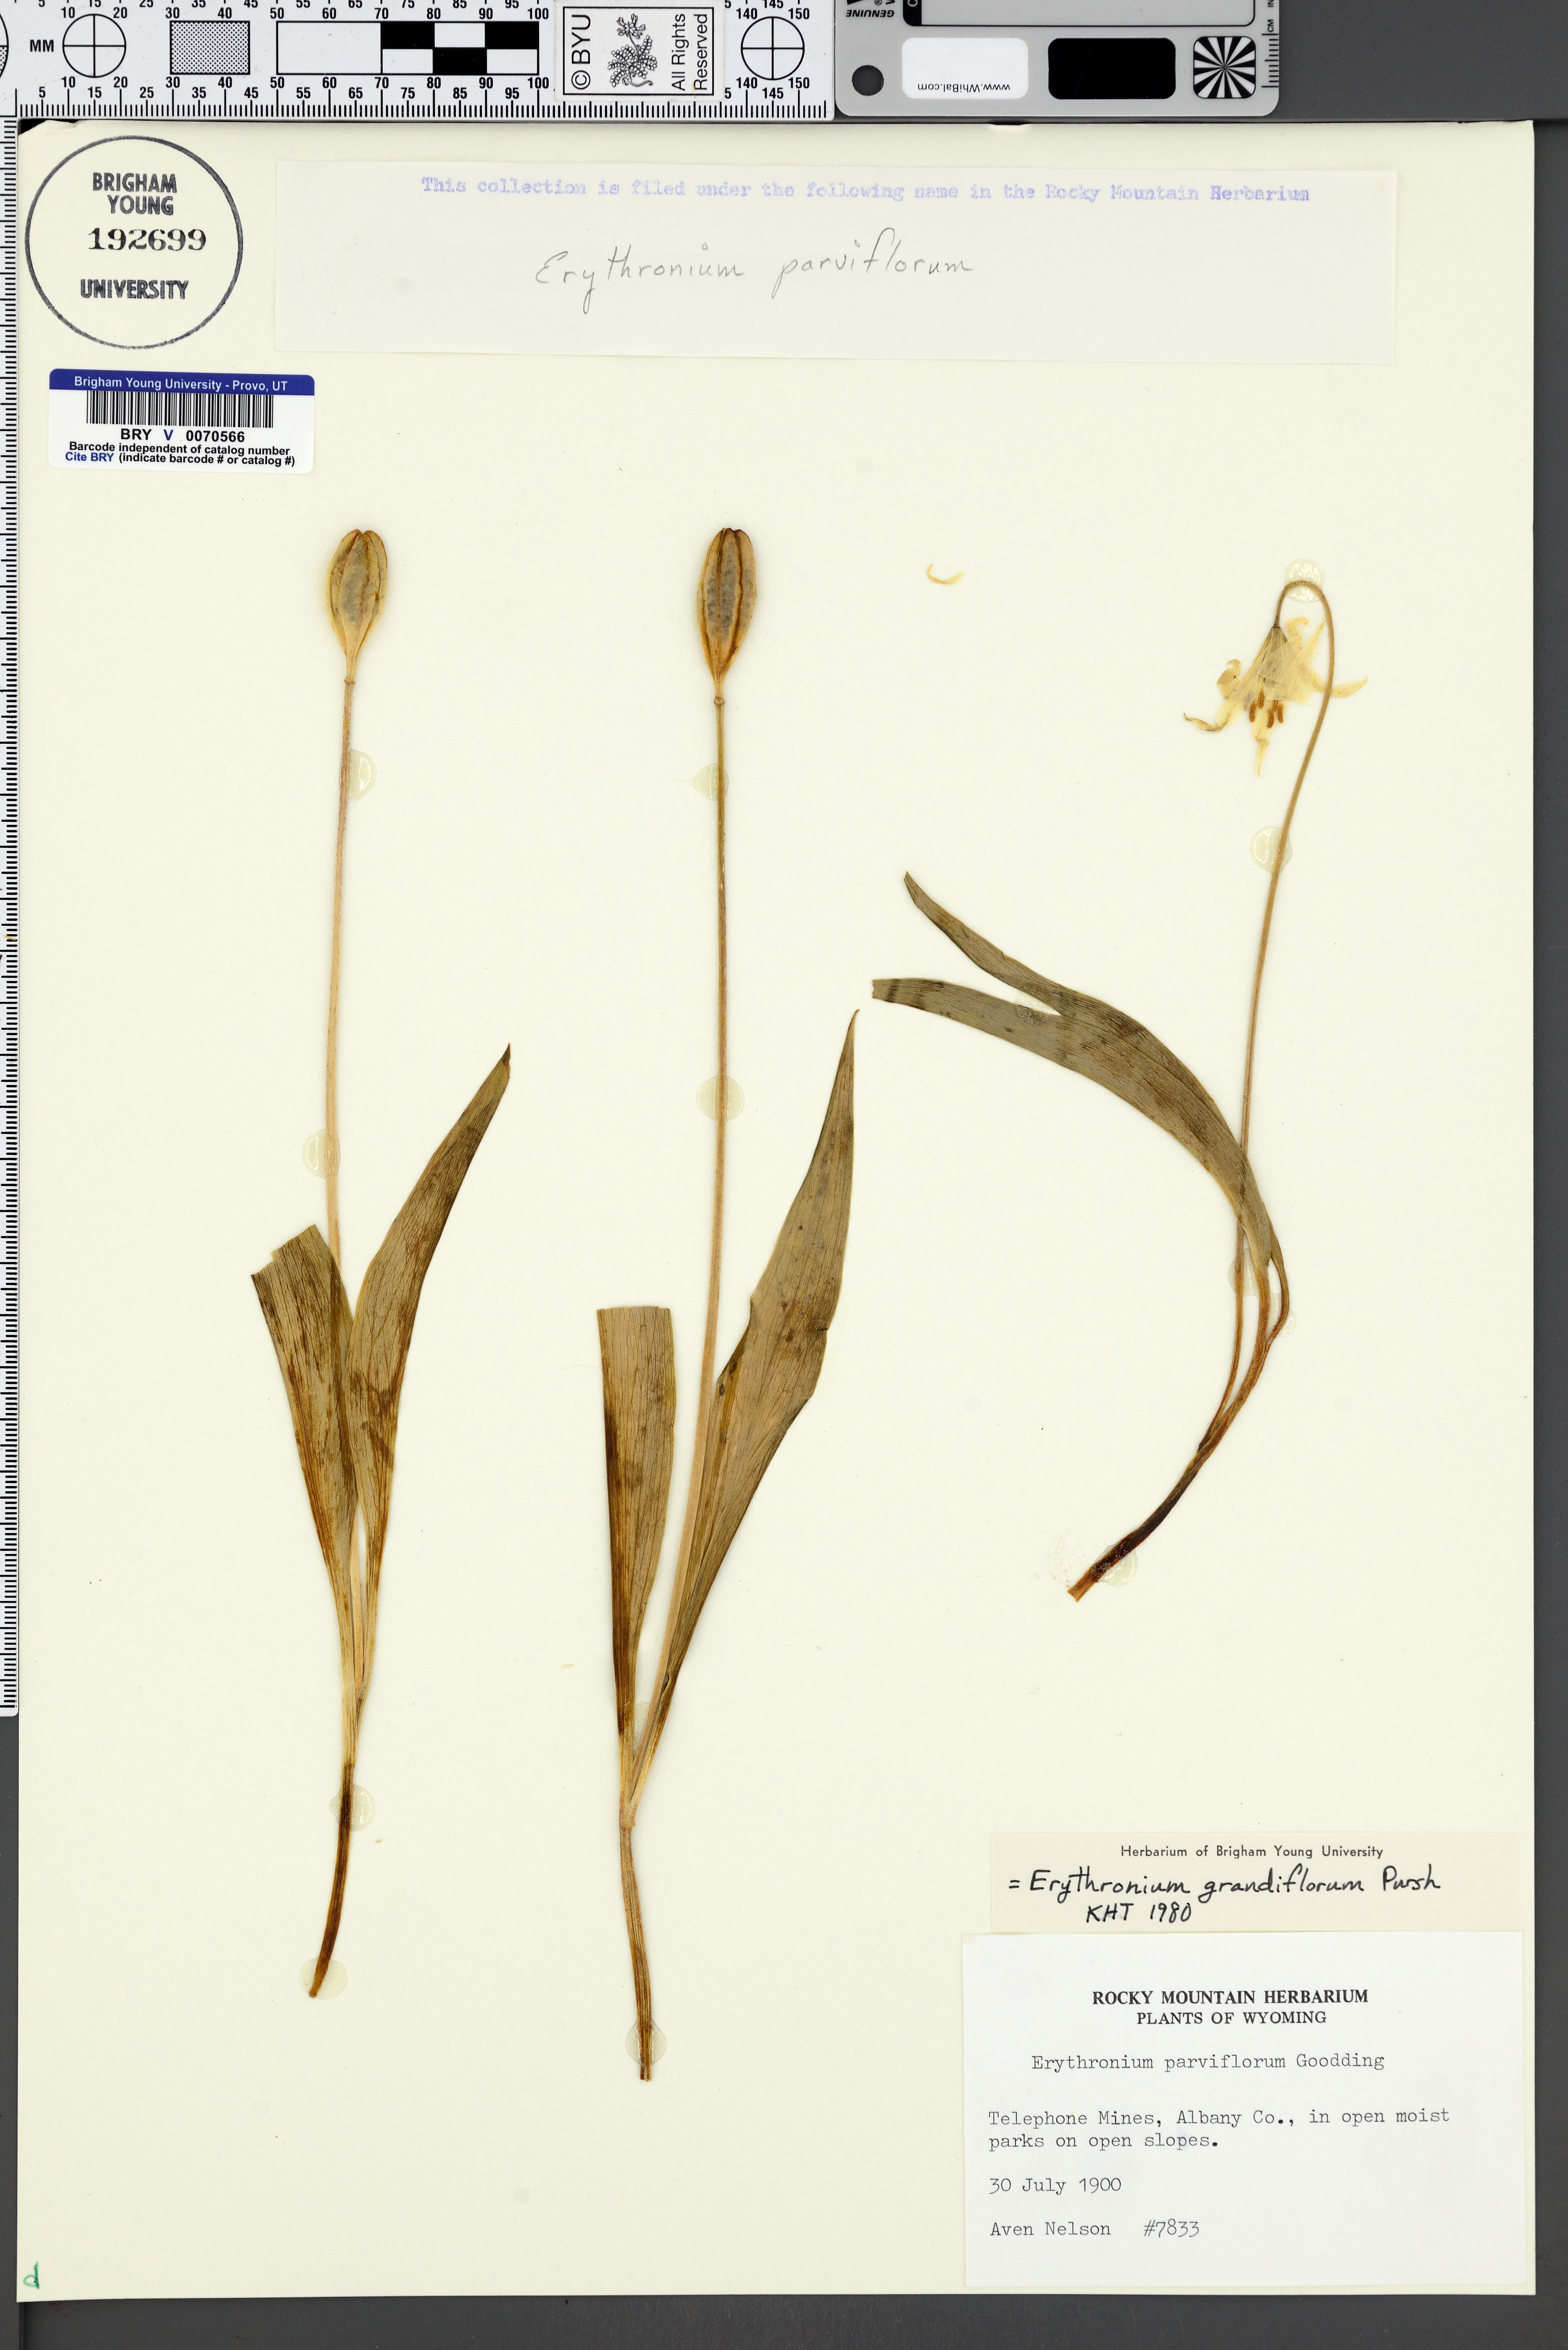 MM
© BYU
All Rights
Reserved
GENUINE
www.WhiBal.com
BRIGHAM
YOUNG
192699
UNIVERSITY
This collection is filed under the following name in the Rocky Mountain Herbarium
Erythronium parviflorum
Brigham Young University - Provo, UT
BRY V 0070566
Barcode independent of catalog number
Cite BRY (indicate barcode # or catalog #)
Herbarium of Brigham Young University
= Erythronium grandiflorum Pursh
KHT 1980
ROCKY MOUNTAIN HERBARIUM
PLANTS OF WYOMING
Erythronium parviflorum Goodding
Telephone Mines, Albany Co., in open moist
parks on open slopes.
30 July 1900
Aven Nelson #7833